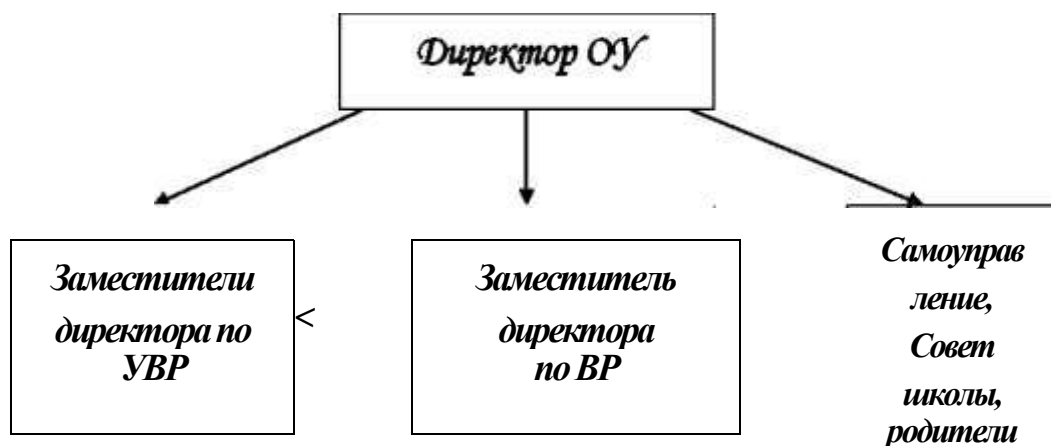 Директор ОУ
Заместители
директора по
УВР
<
Заместитель
директора
по ВР
Самоуправ
ление,
Совет
школы,
родители